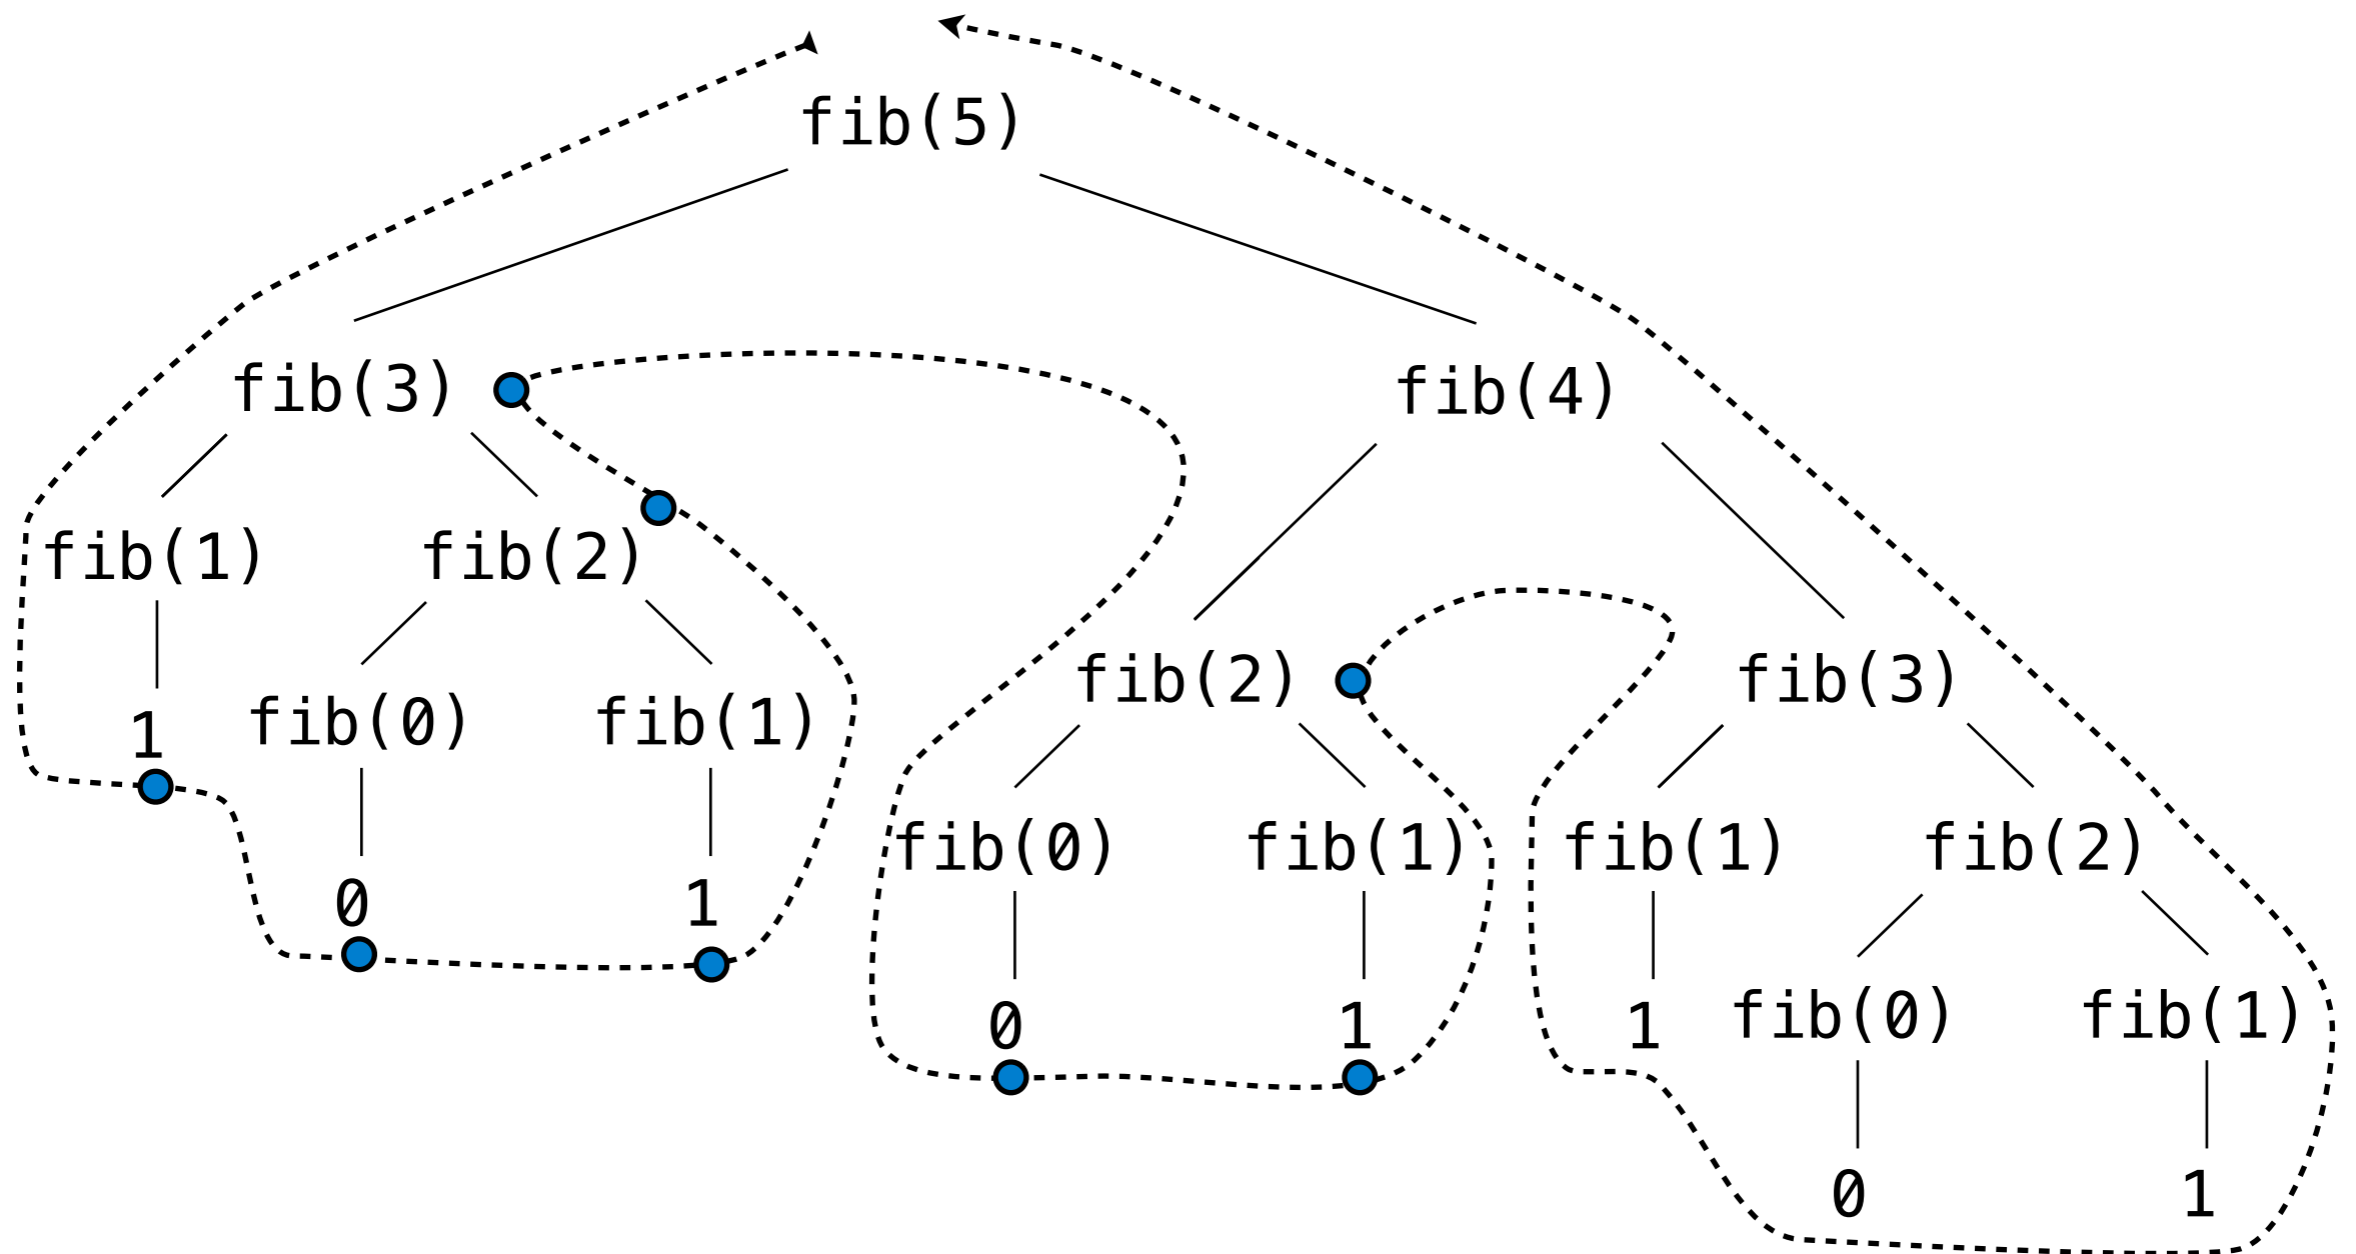 fib(5)
fib(3) fib(4)
fib(1) fib(2)
fib(2) fib(3)
1 fib(0) fib(1)
fib(0) fib(1) fib(1) fib(2)
0 1
0 1 1 fib(0) fib(1)
0 1